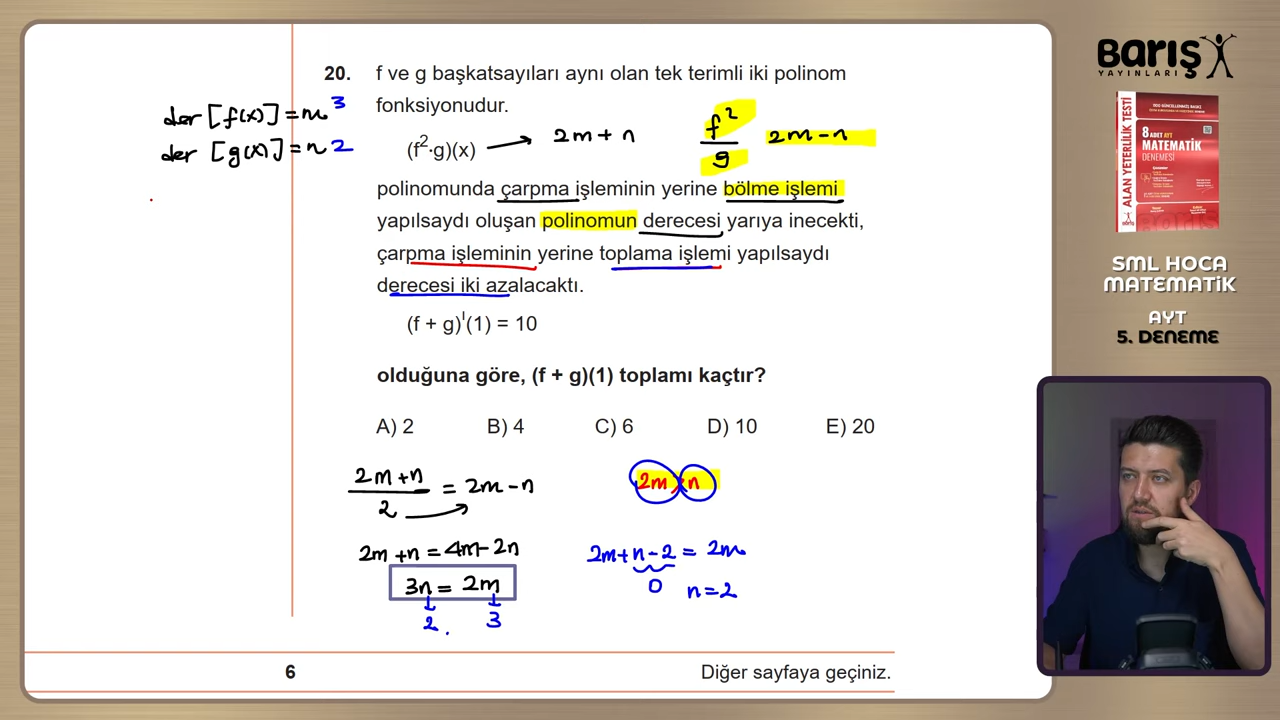 20. f ve g başkatsayıları aynı olan tek terimli iki polinom
fonksiyonudur.
der [f(x)] = m 3
der [g(x)] = n 2
(f²·g)(x) → 2m + n
f²
g
2m - n
polinomunda çarpma işleminin yerine bölme işlemi
yapılsaydı oluşan polinomun derecesi yarıya inecekti,
çarpma işleminin yerine toplama işlemi yapılsaydı
derecesi iki azalacaktı.
(f + g)ˡ(1) = 10
olduğuna göre, (f + g)(1) toplamı kaçtır?
A) 2 B) 4 C) 6 D) 10 E) 20
2m + n
2
= 2m - n
2m + n = 4m - 2n
3n = 2m
2 3
2m > n
2m + n - 2 = 2m
0 n = 2
6 Diğer sayfaya geçiniz.
BARIŞ
YAYINLARI
ALAN YETERLİLİK TESTİ
8 ADET AYT
MATEMATİK
DENEMESİ
BARIŞ
SML HOCA
MATEMATİK
AYT
5. DENEME